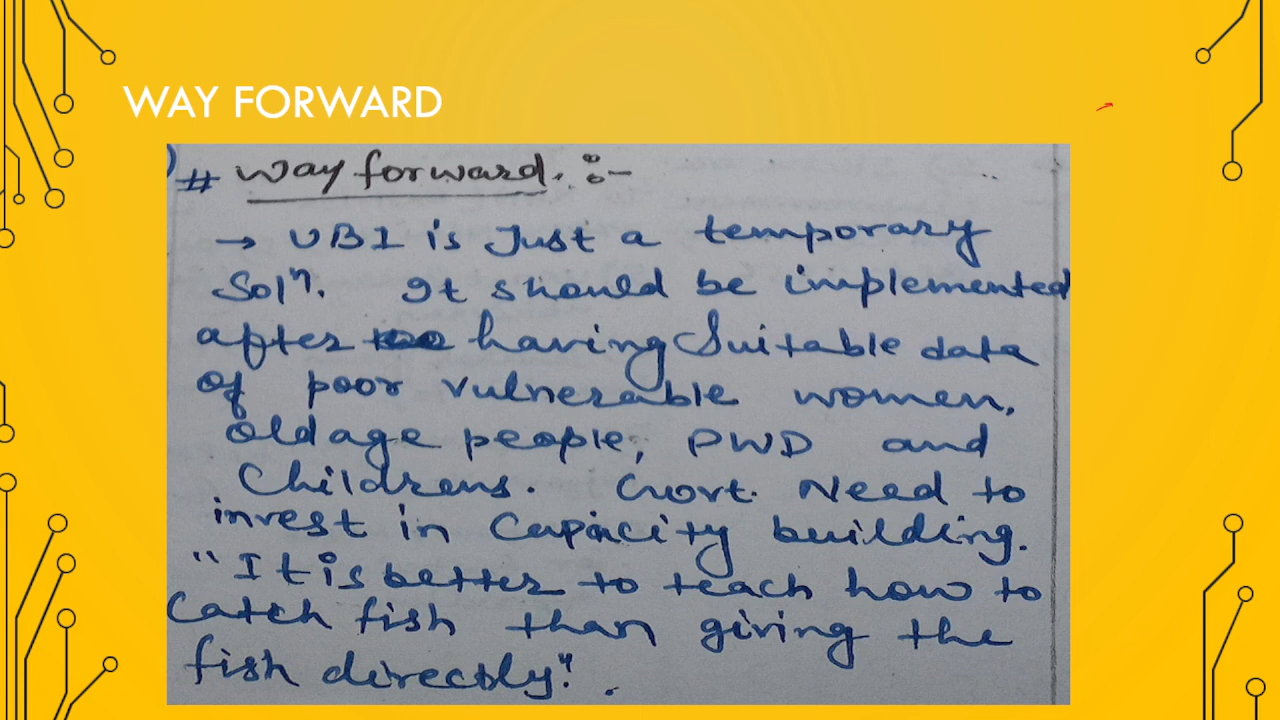 WAY FORWARD
# Way forward. :-
→ UBI is Just a temporary
Solⁿ. It should be implemented
after having Suitable data
of poor vulnerable women,
old age people, PWD and
Childrens. Govt. Need to
invest in Capacity building.
"It is better to teach how to
Catch fish than giving the
fish directly".